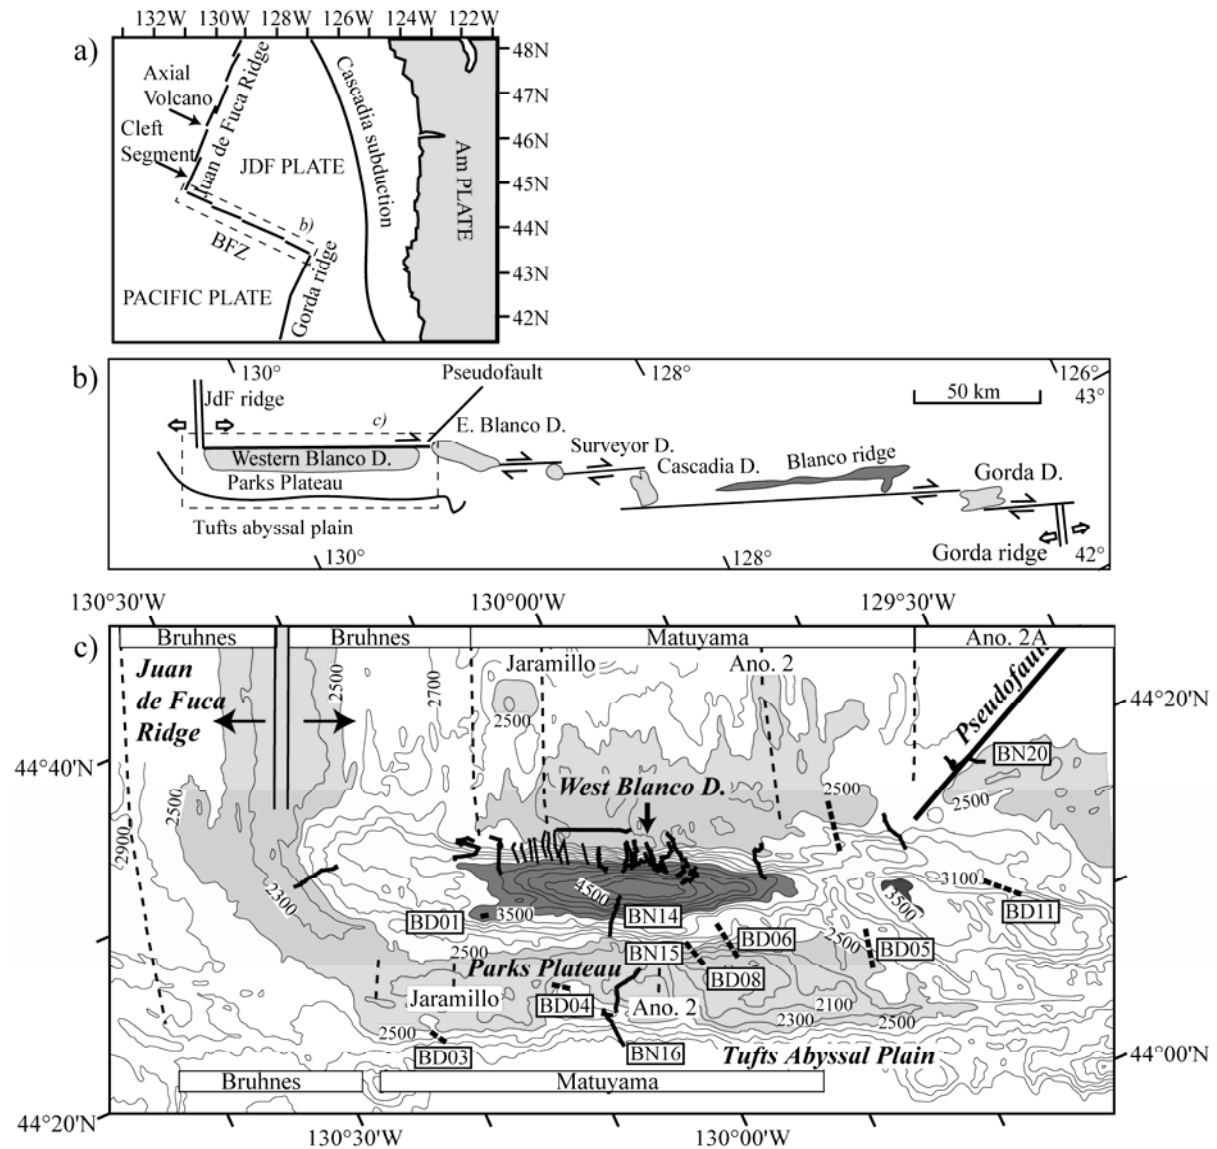 132W 130W 128W 126W 124W 122W
a)
48N
47N
46N
45N
44N
43N
42N
Axial
Volcano
Cleft
Segment
Juan de Fuca Ridge
JDF PLATE
Cascadia subduction
Am PLATE
b)
BFZ
PACIFIC PLATE
Gorda ridge
b)
130°
Pseudofault
128°
126°
43°
JdF ridge
50 km
c)
E. Blanco D.
Surveyor D.
Western Blanco D.
Cascadia D.
Blanco ridge
Gorda D.
Parks Plateau
Tufts abyssal plain
Gorda ridge
130°
128°
42°
130°30'W 130°00'W 129°30'W
c)
Bruhnes Bruhnes Matuyama Ano. 2A
Juan
de Fuca
Ridge
2500
2700
Jaramillo
Ano. 2
2500
Pseudofault
44°20'N
BN20
44°40'N
2500
2900
West Blanco D.
2500
2500
2300
4500
3100
3500
BD01
3500
BN14
BD11
BD06
2500
BD05
2500
BN15
Parks Plateau
BD08
Jaramillo
BD04
Ano. 2
2100
2300
2500
2500
BD03
BN16
Tufts Abyssal Plain
44°00'N
Bruhnes Matuyama
44°20'N
130°30'W 130°00'W